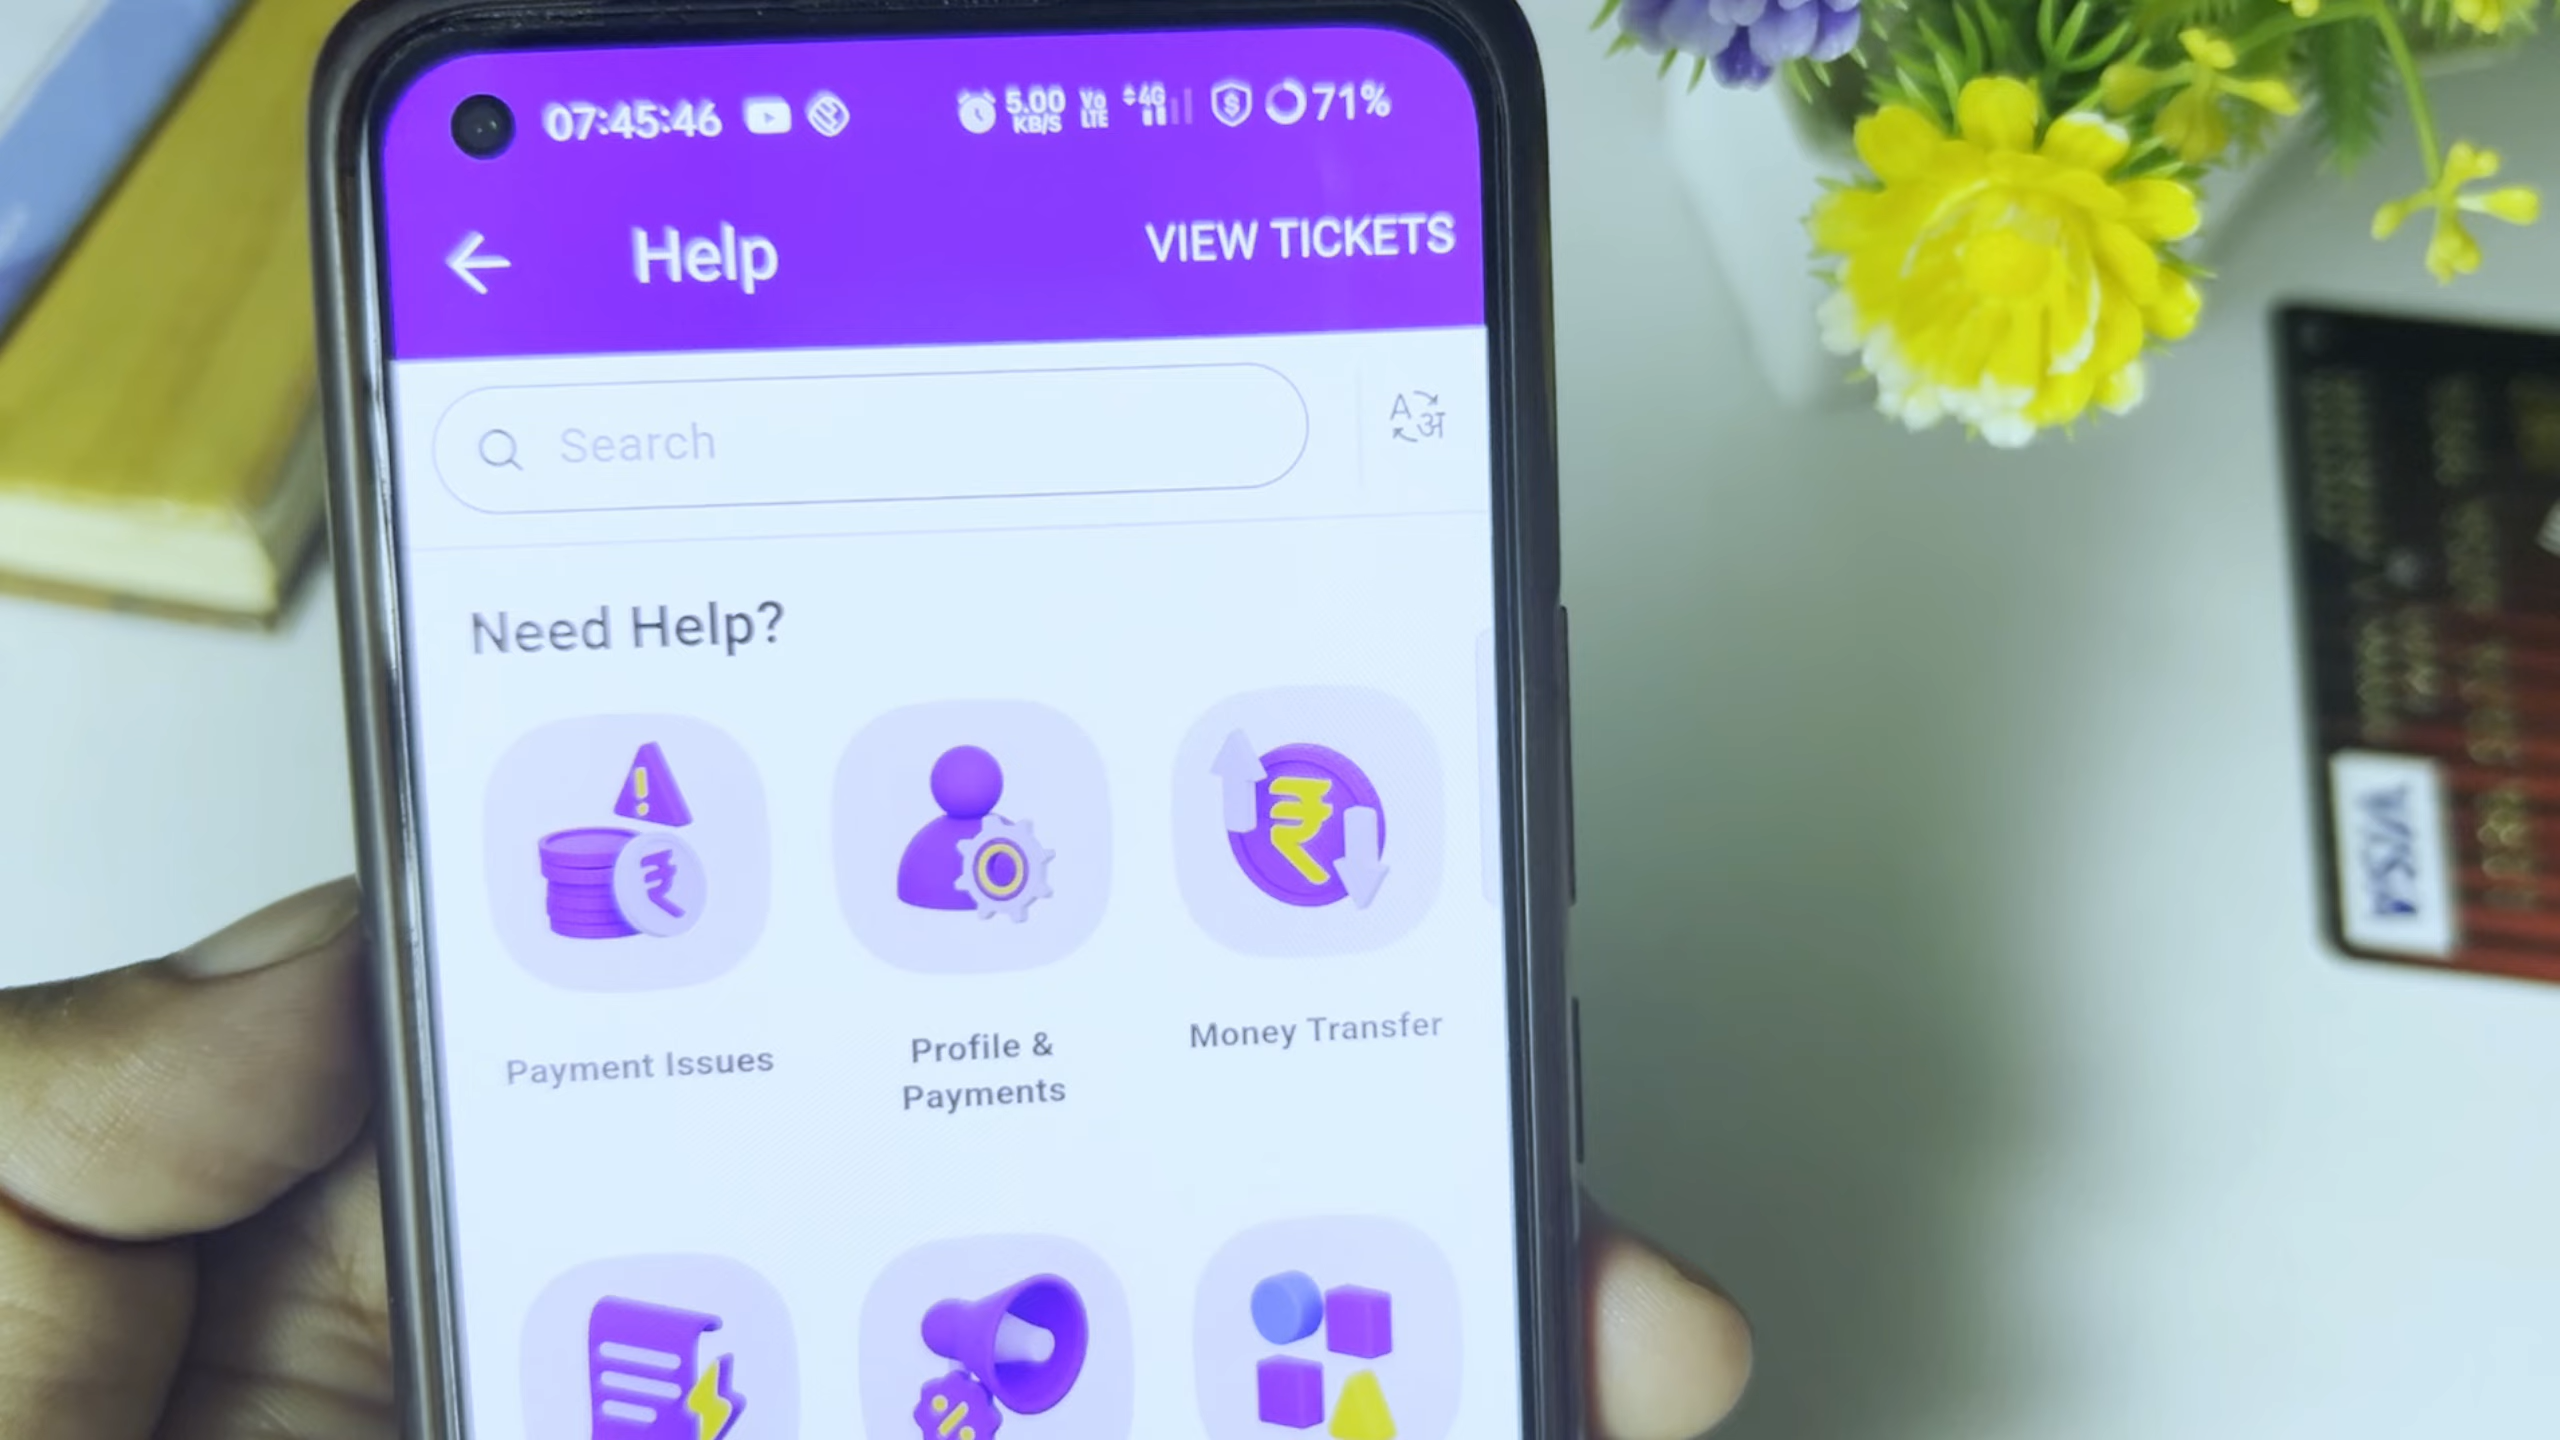 07:45:46 5.00 KB/S Vo LTE 4G 71%
Help VIEW TICKETS
Search A अ
Need Help?
Payment Issues
Profile &
Payments
Money Transfer
VISA